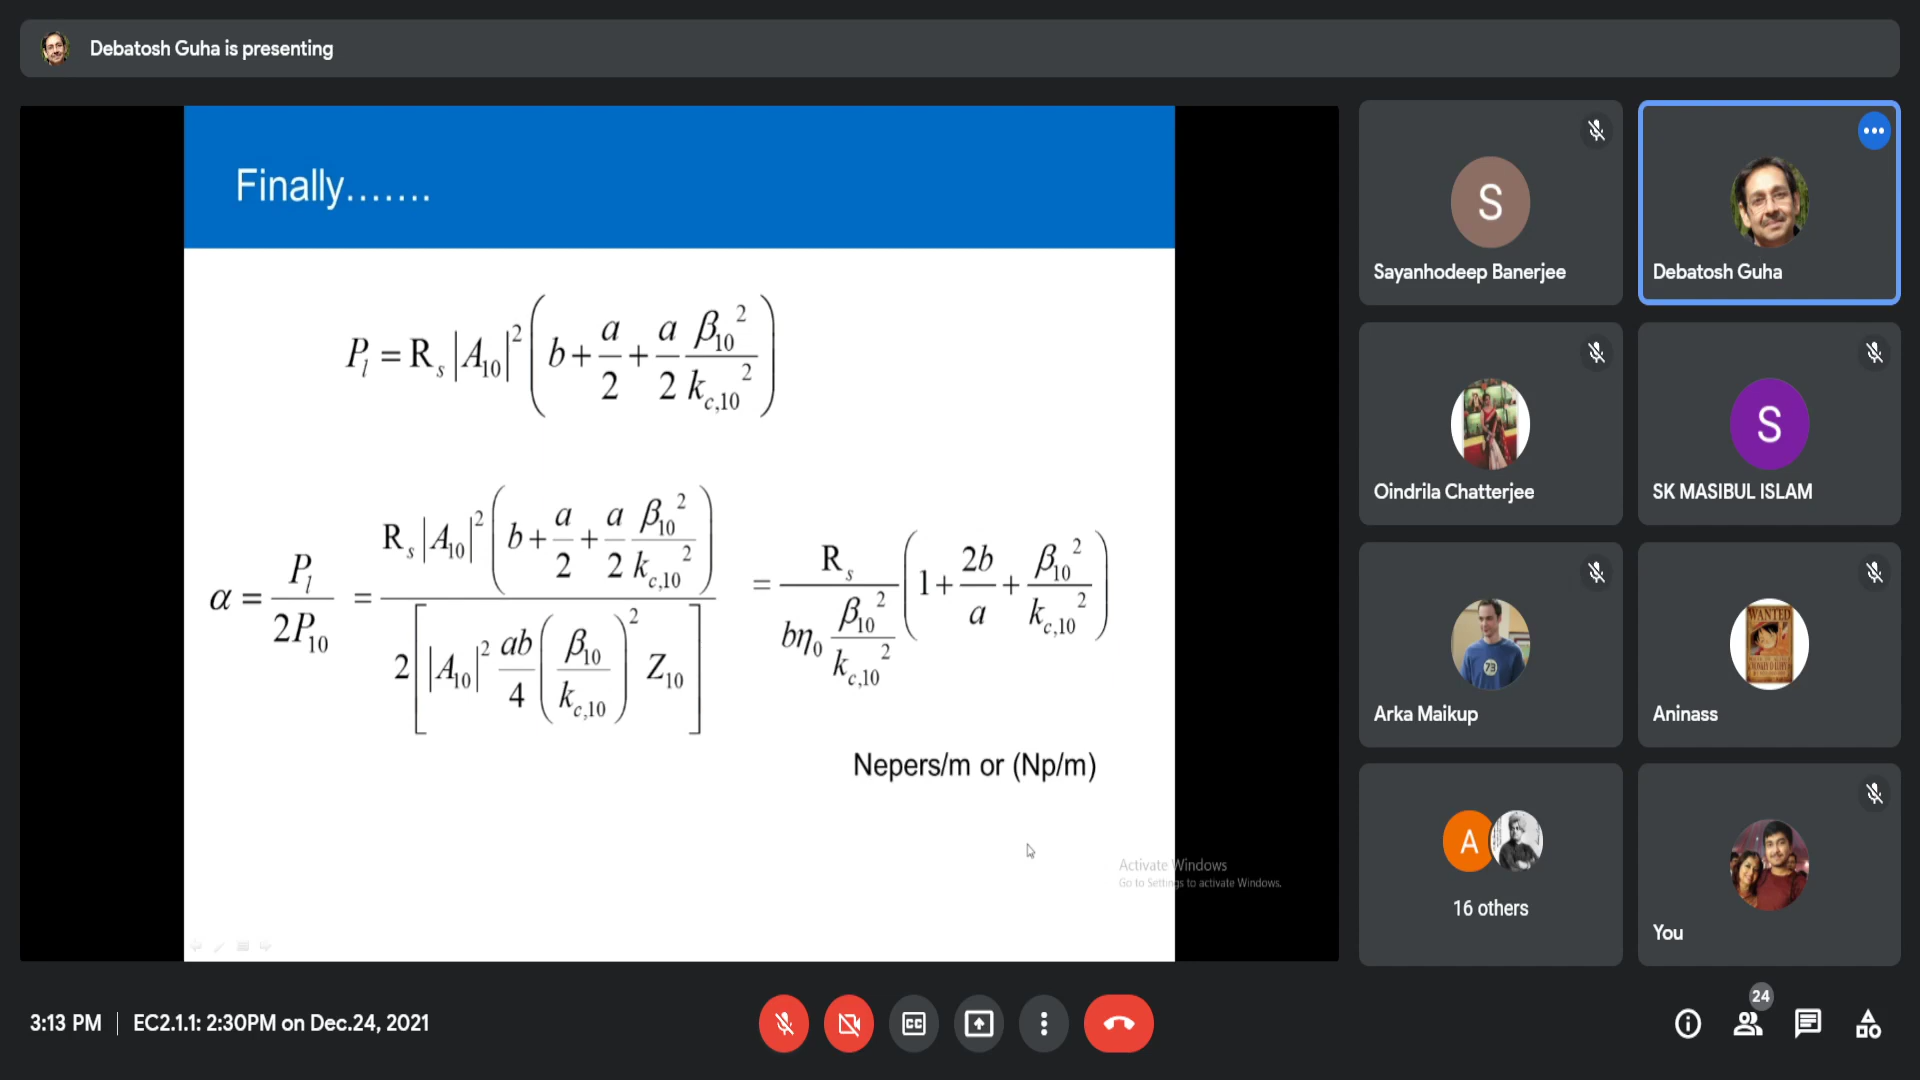 Debatosh Guha is presenting
Finally.......
P_l = R_s |A_10|^2 ( b + a/2 + a/2 β_10^2/k_c,10^2 )
α = P_l/2P_10 = R_s |A_10|^2 ( b + a/2 + a/2 β_10^2/k_c,10^2 ) / 2[ |A_10|^2 ab/4 ( β_10/k_c,10 )^2 Z_10 ] = R_s / ( bη_0 β_10^2/k_c,10^2 ) ( 1 + 2b/a + β_10^2/k_c,10^2 )
Nepers/m or (Np/m)
Activate Windows
Go to Settings to activate Windows.
S
Sayanhodeep Banerjee
Debatosh Guha
Oindrila Chatterjee
S
SK MASIBUL ISLAM
73
Arka Maikup
WANTED
Aninass
A
16 others
You
3:13 PM | EC2.1.1: 2:30PM on Dec.24, 2021
CC
24